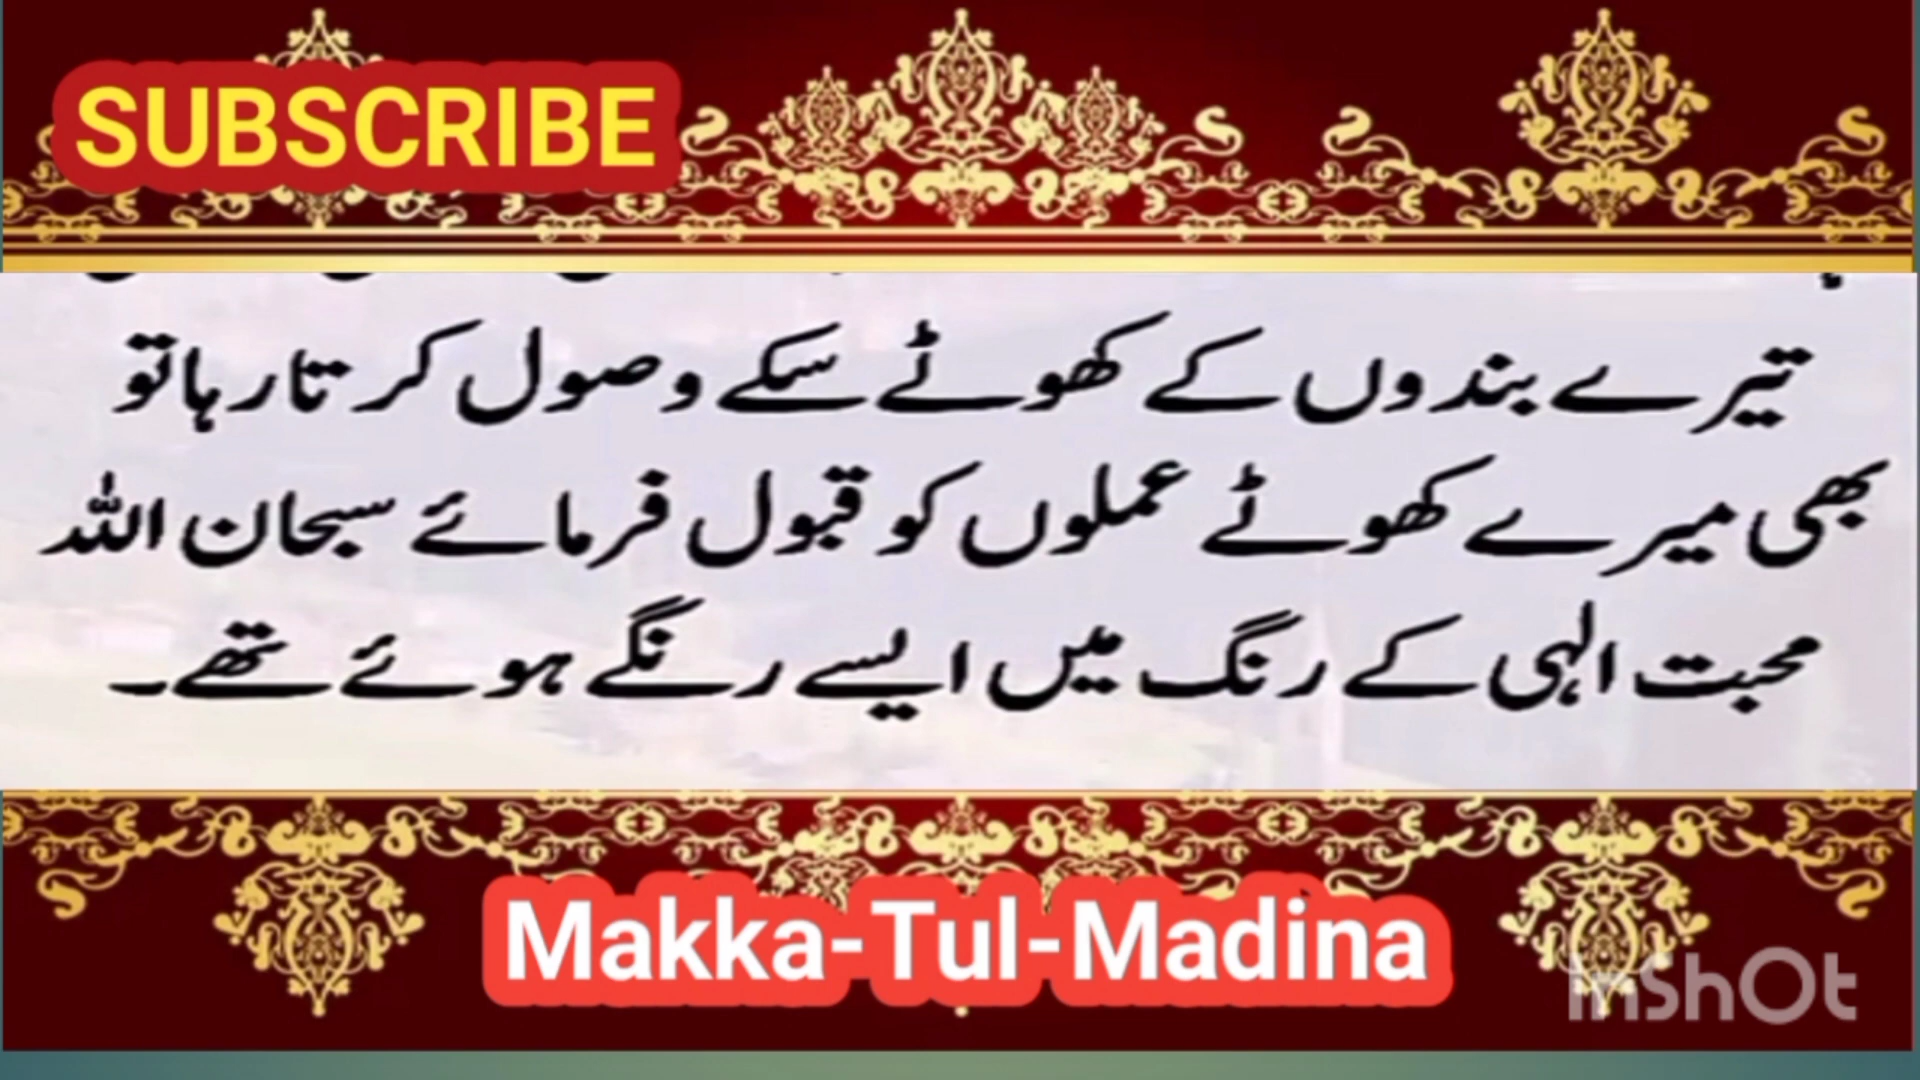 SUBSCRIBE
تیرے بندوں کے کھوٹے سکے وصول کرتا رہا تو
بھی میرے کھوٹے عملوں کو قبول فرمائے سبحان اللہ
محبت الہی کے رنگ میں ایسے رنگے ہوئے تھے۔
Makka-Tul-Madina
InShOt